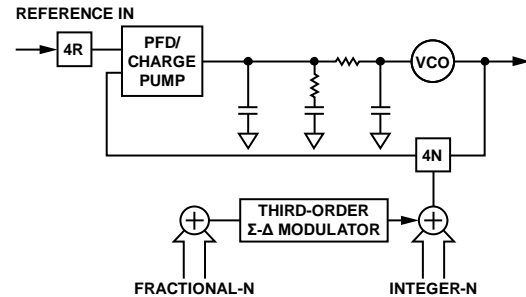 REFERENCE IN
4R
PFD/
CHARGE
PUMP
VCO
4N
THIRD-ORDER
Σ-Δ MODULATOR
FRACTIONAL-N
INTEGER-N